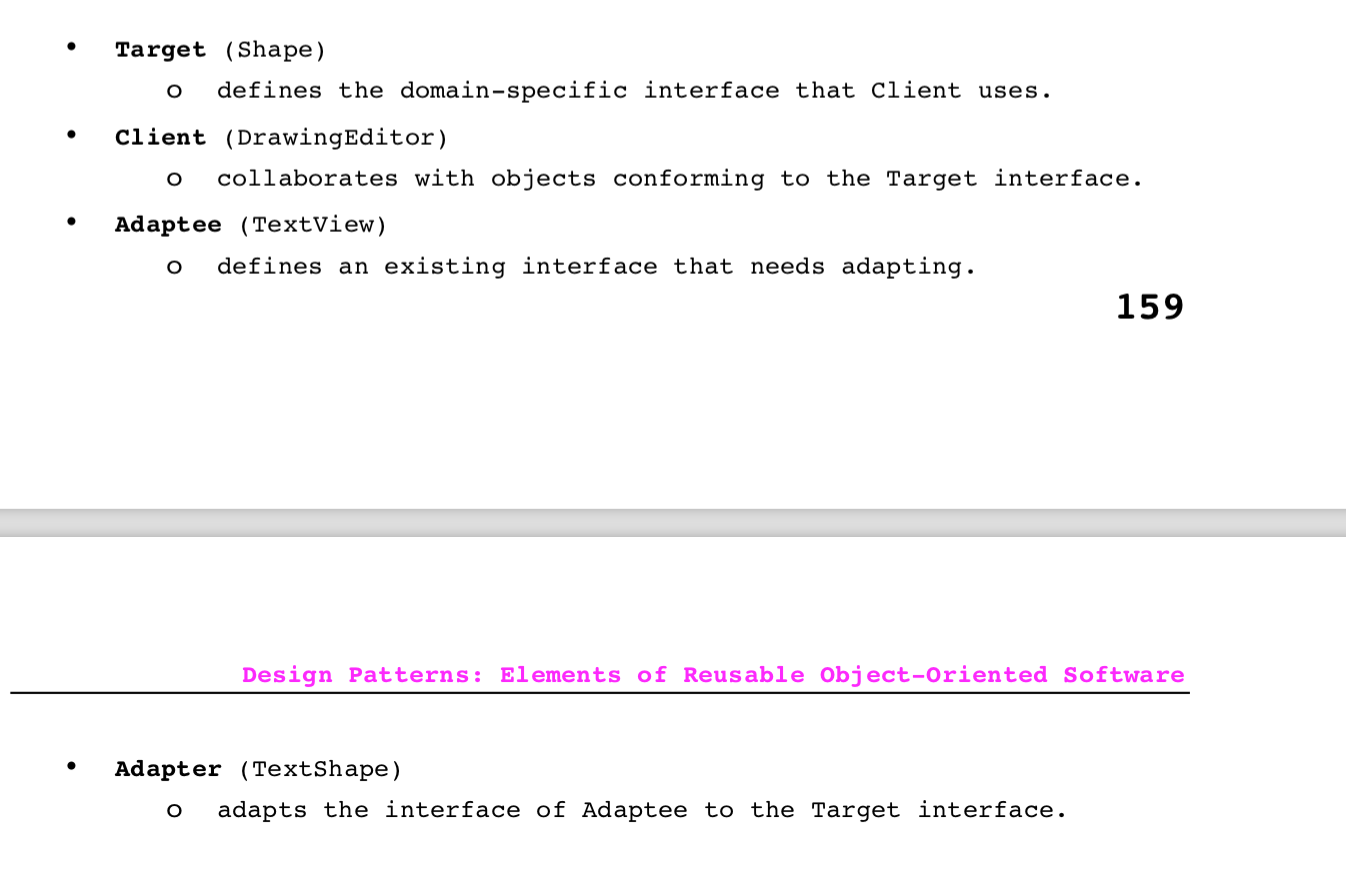 • Target (Shape)
o defines the domain-specific interface that Client uses.
• Client (DrawingEditor)
o collaborates with objects conforming to the Target interface.
• Adaptee (TextView)
o defines an existing interface that needs adapting.
159
Design Patterns: Elements of Reusable Object-Oriented Software
• Adapter (TextShape)
o adapts the interface of Adaptee to the Target interface.